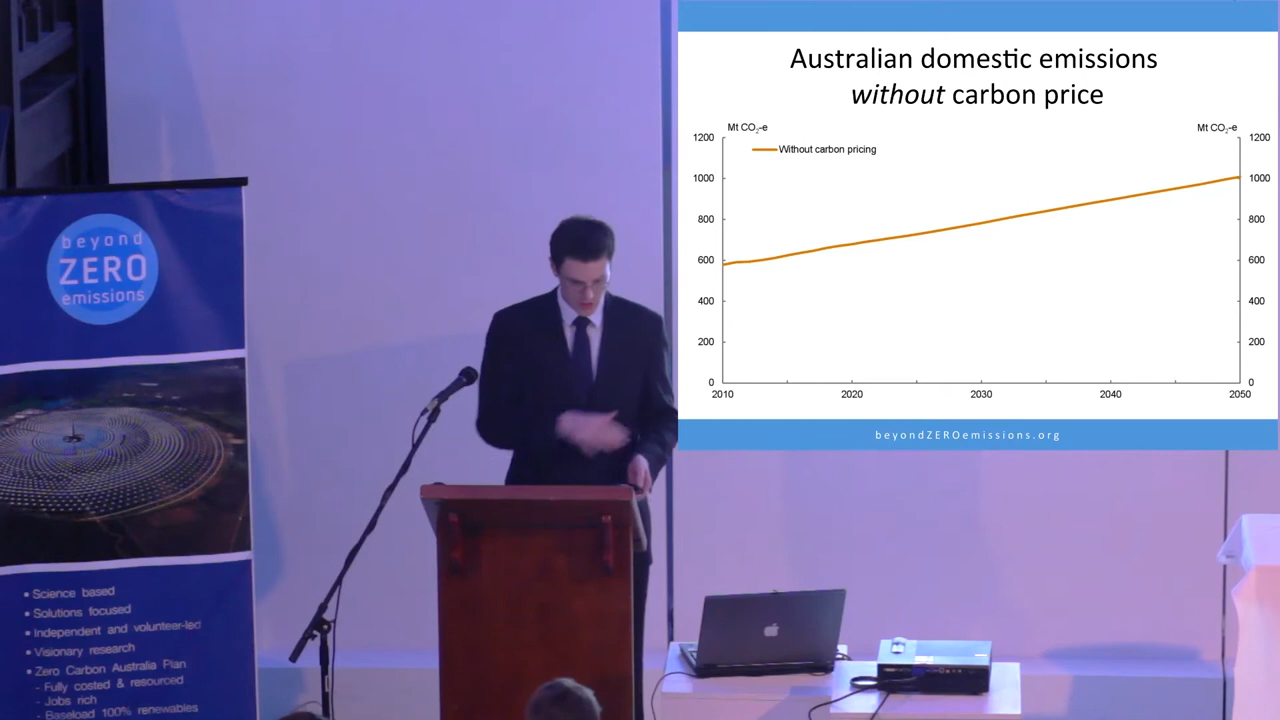 beyond
ZERO
emissions
▪ Science based
▪ Solutions focused
▪ Independent and volunteer-led
▪ Visionary research
▪ Zero Carbon Australia Plan
- Fully costed & resourced
- Jobs rich
- Baseload 100% renewables
Australian domestic emissions
without carbon price
Mt CO₂-e
Mt CO₂-e
Without carbon pricing
1200
1000
800
600
400
200
0
1200
1000
800
600
400
200
0
2010
2020
2030
2040
2050
beyondZEROemissions.org